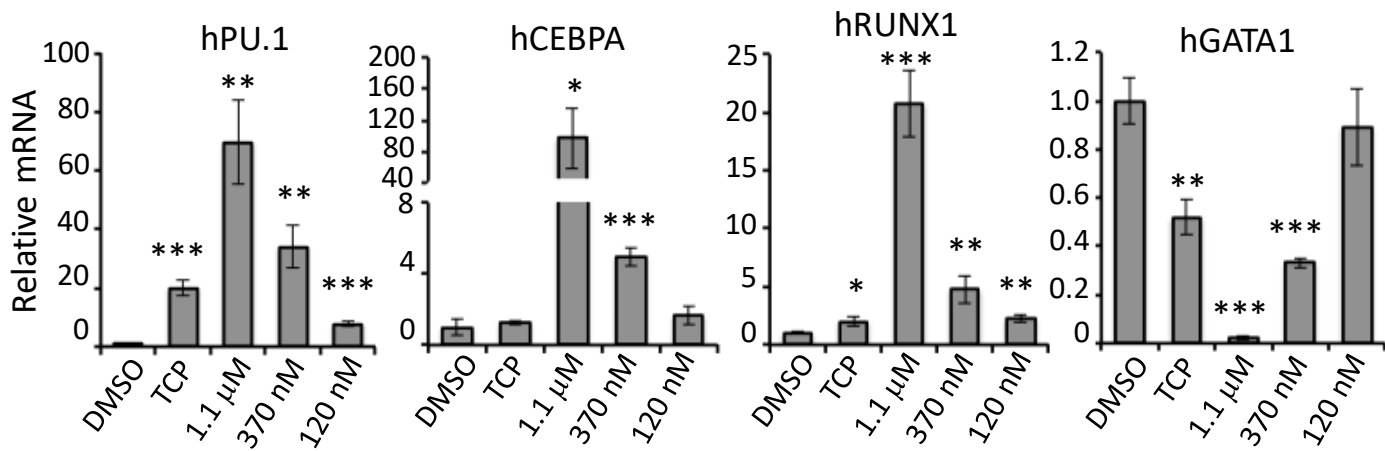 Relative mRNA
hPU.1
100
80
60
40
20
0
***
**
**
***
DMSO
TCP
1.1 µM
370 nM
120 nM
hCEBPA
200
160
120
80
40
8
4
0
*
***
DMSO
TCP
1.1 µM
370 nM
120 nM
hRUNX1
25
20
15
10
5
0
*
***
**
**
DMSO
TCP
1.1 µM
370 nM
120 nM
hGATA1
1.2
1.0
0.8
0.6
0.4
0.2
0
**
***
***
DMSO
TCP
1.1 µM
370 nM
120 nM